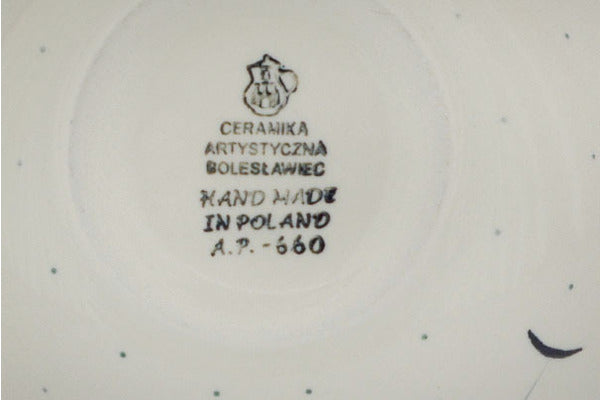 CERAMIKA
ARTYSTYCZNA
BOLESŁAWIEC
HAND MADE
IN POLAND
A.P. - 660